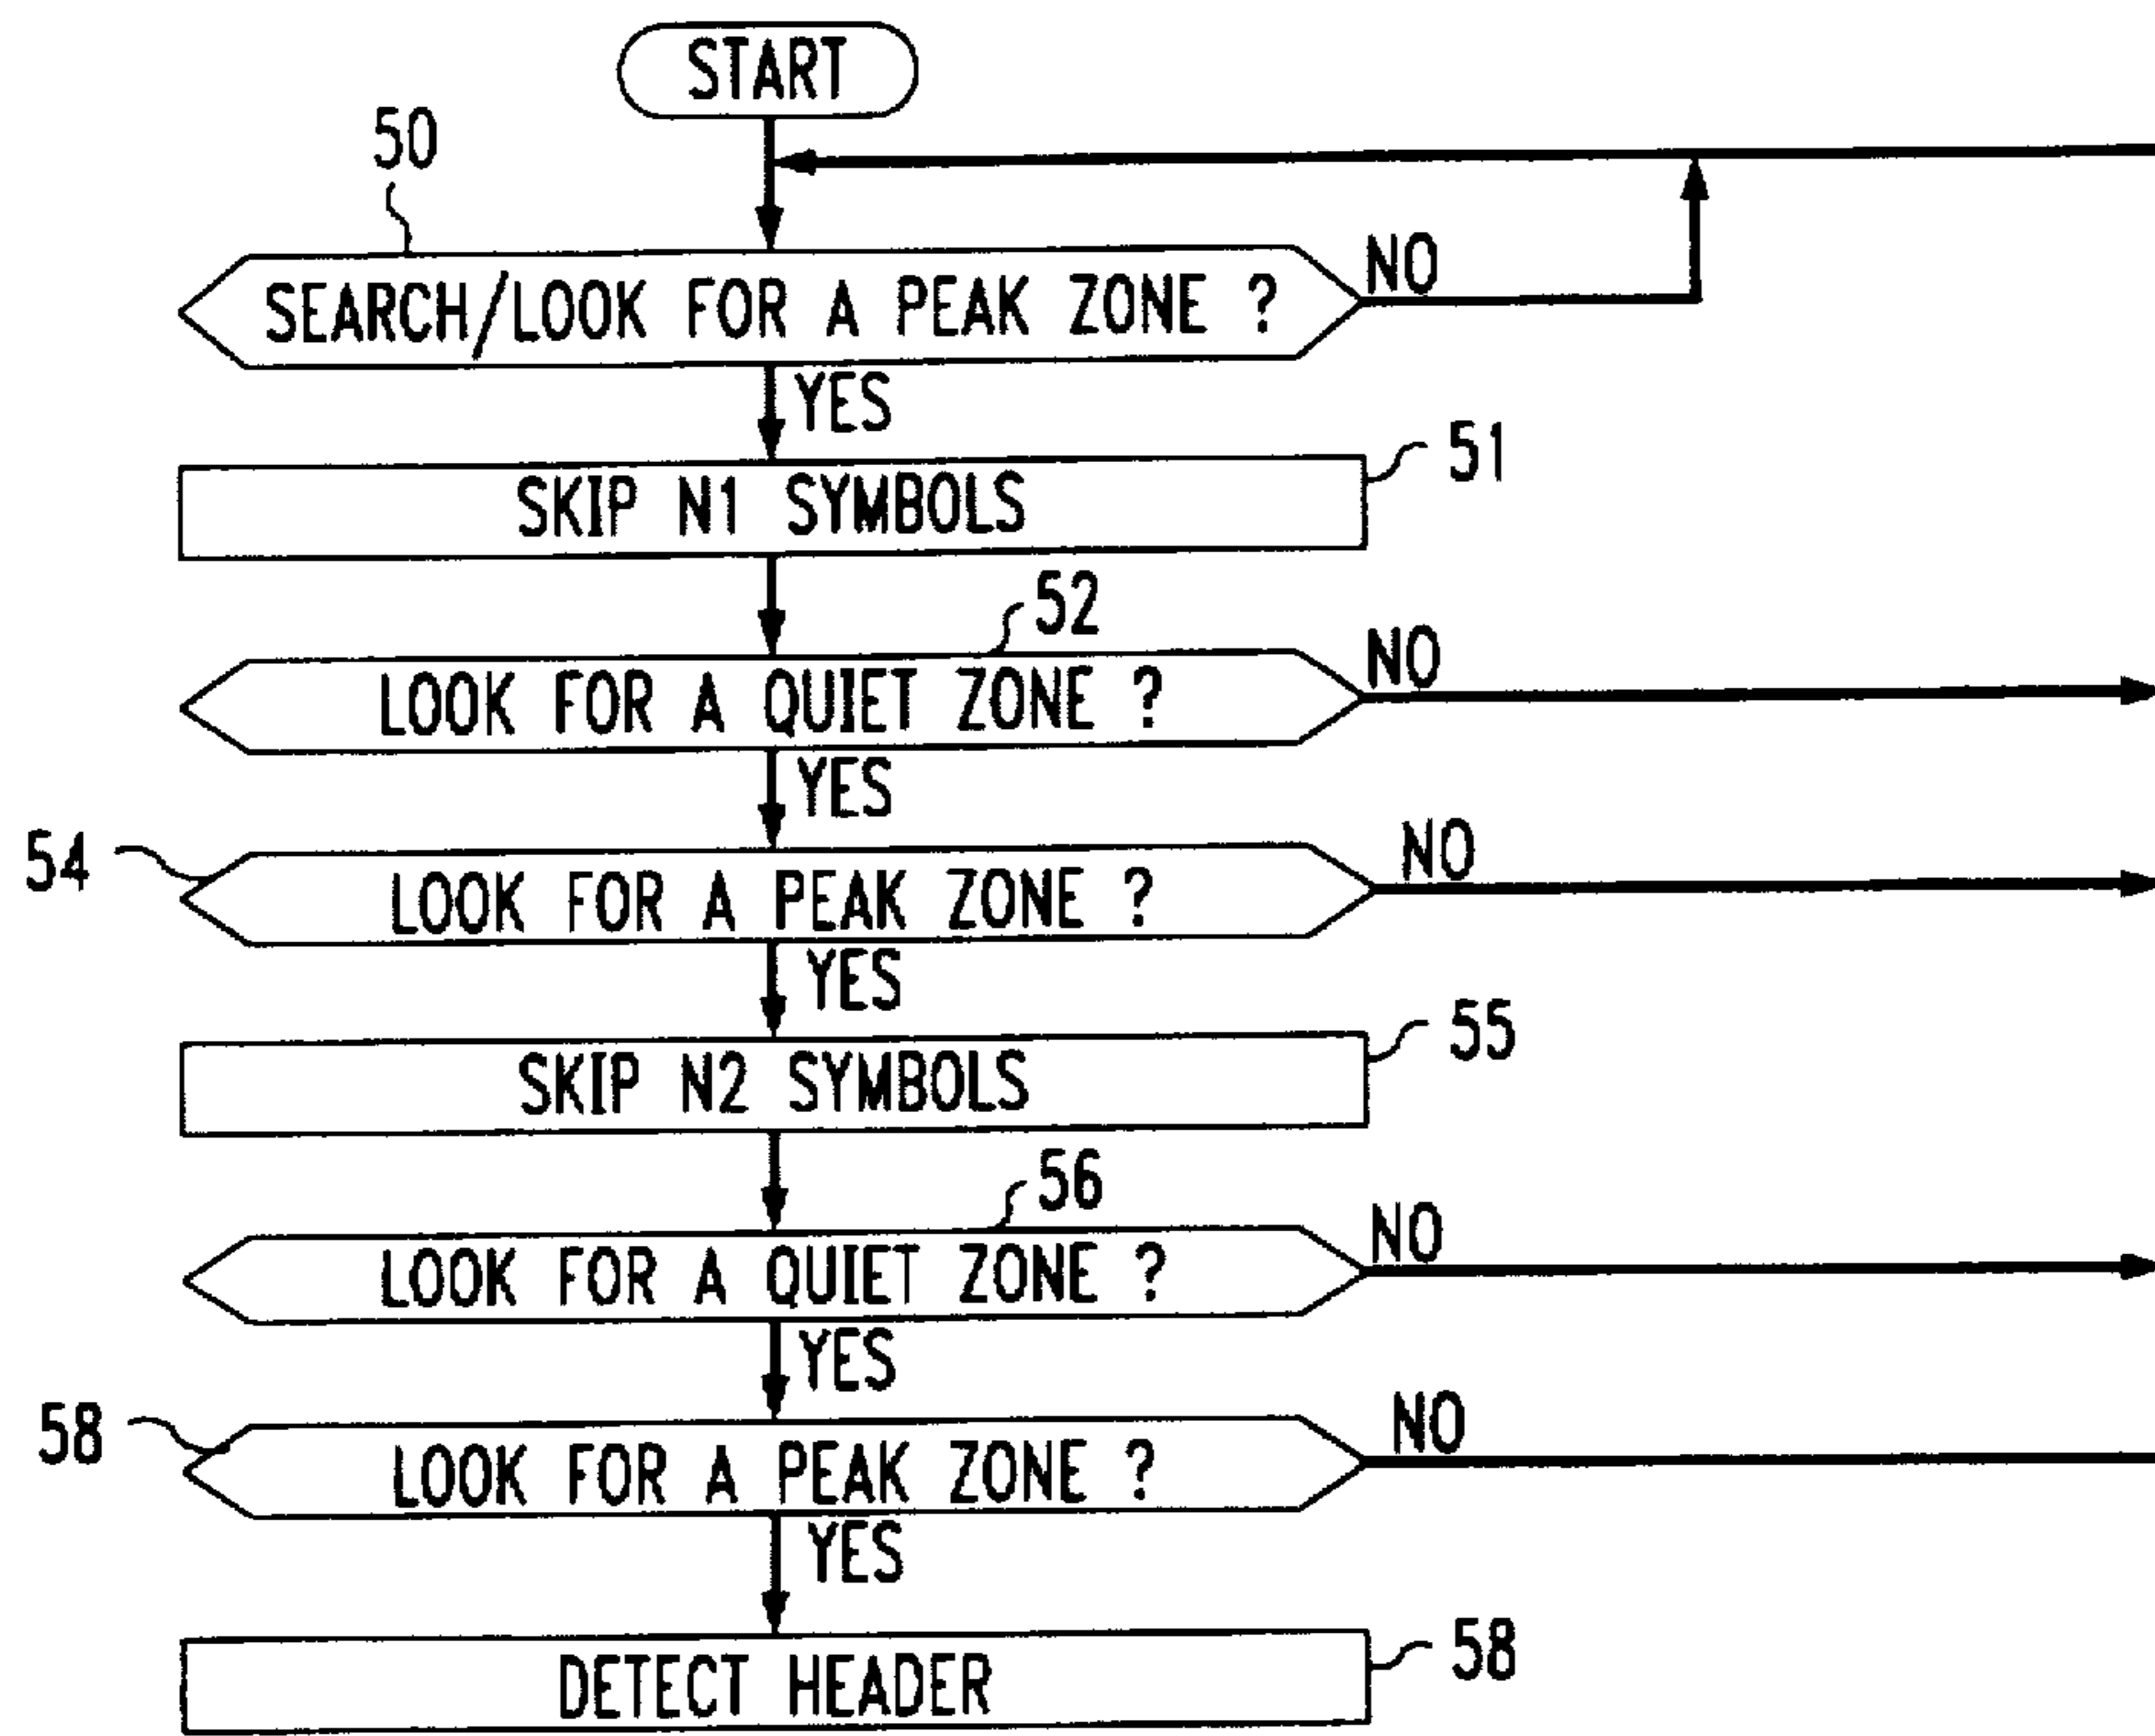 START
50
SEARCH/LOOK FOR A PEAK ZONE ?
NO
YES
51
SKIP N1 SYMBOLS
52
LOOK FOR A QUIET ZONE ?
NO
YES
54
LOOK FOR A PEAK ZONE ?
NO
YES
55
SKIP N2 SYMBOLS
56
LOOK FOR A QUIET ZONE ?
NO
YES
58
LOOK FOR A PEAK ZONE ?
NO
YES
58
DETECT HEADER